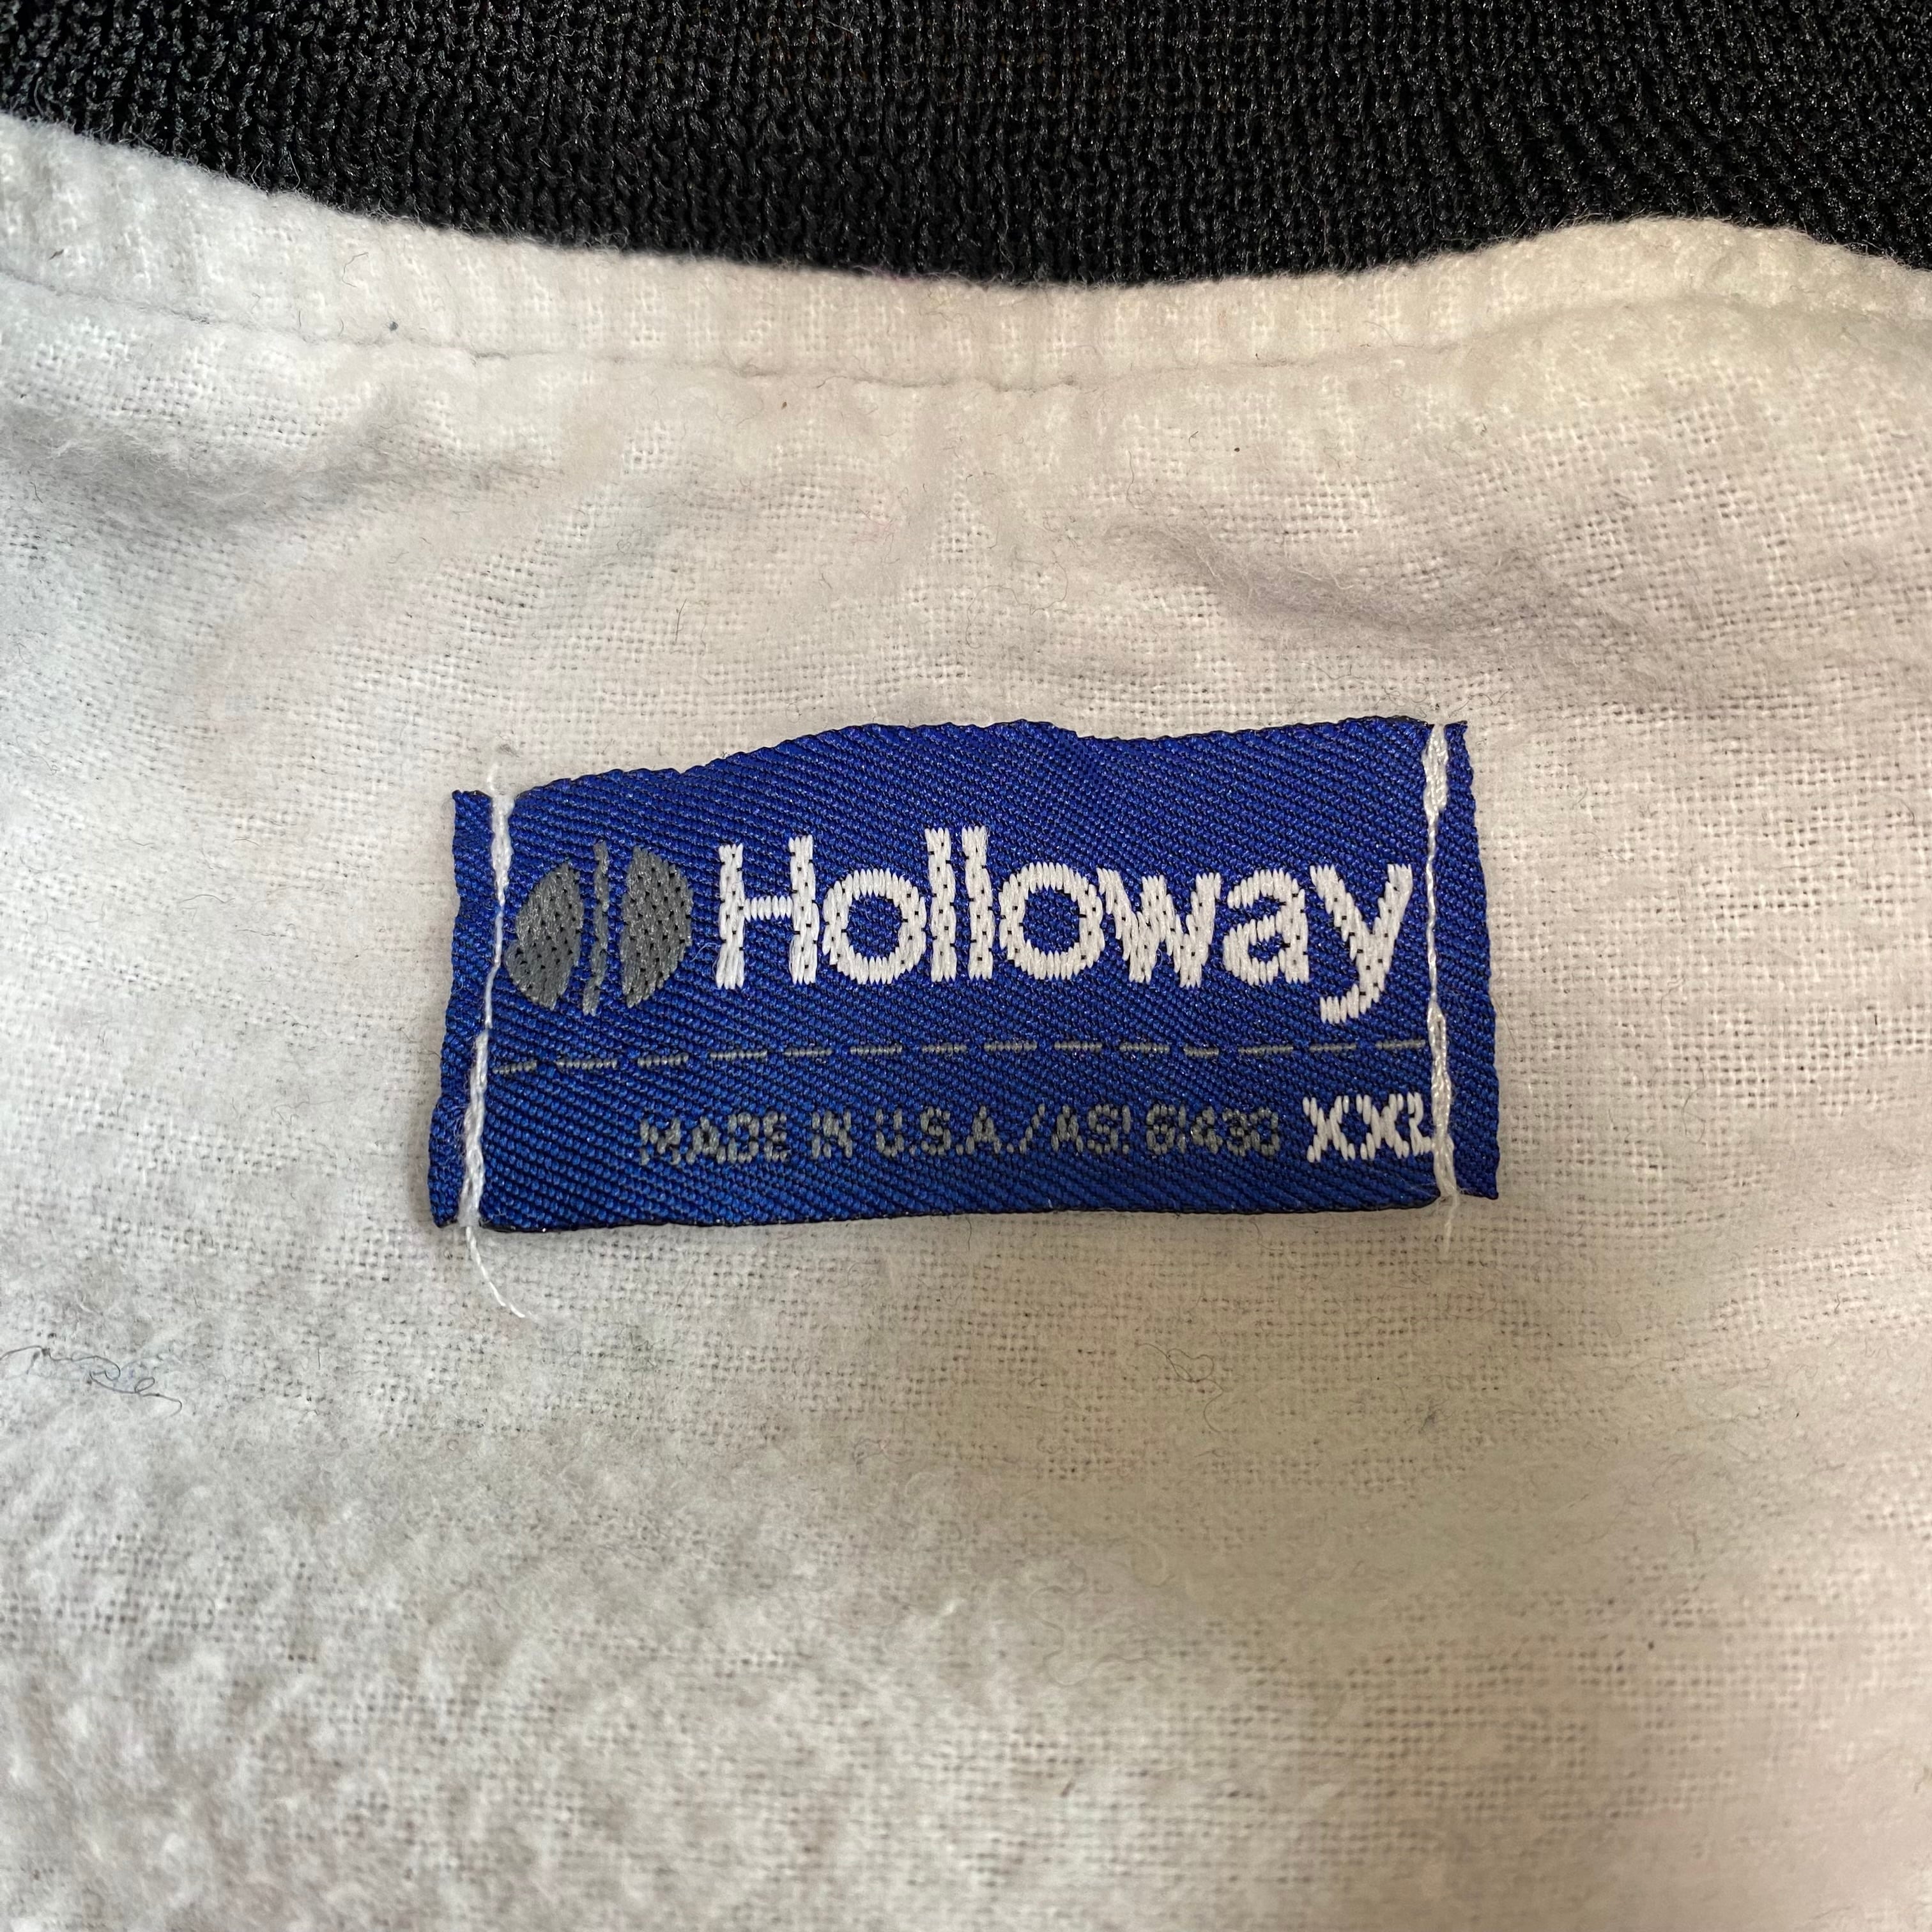 Holloway
MADE IN U.S.A./ASI 61430 XXL